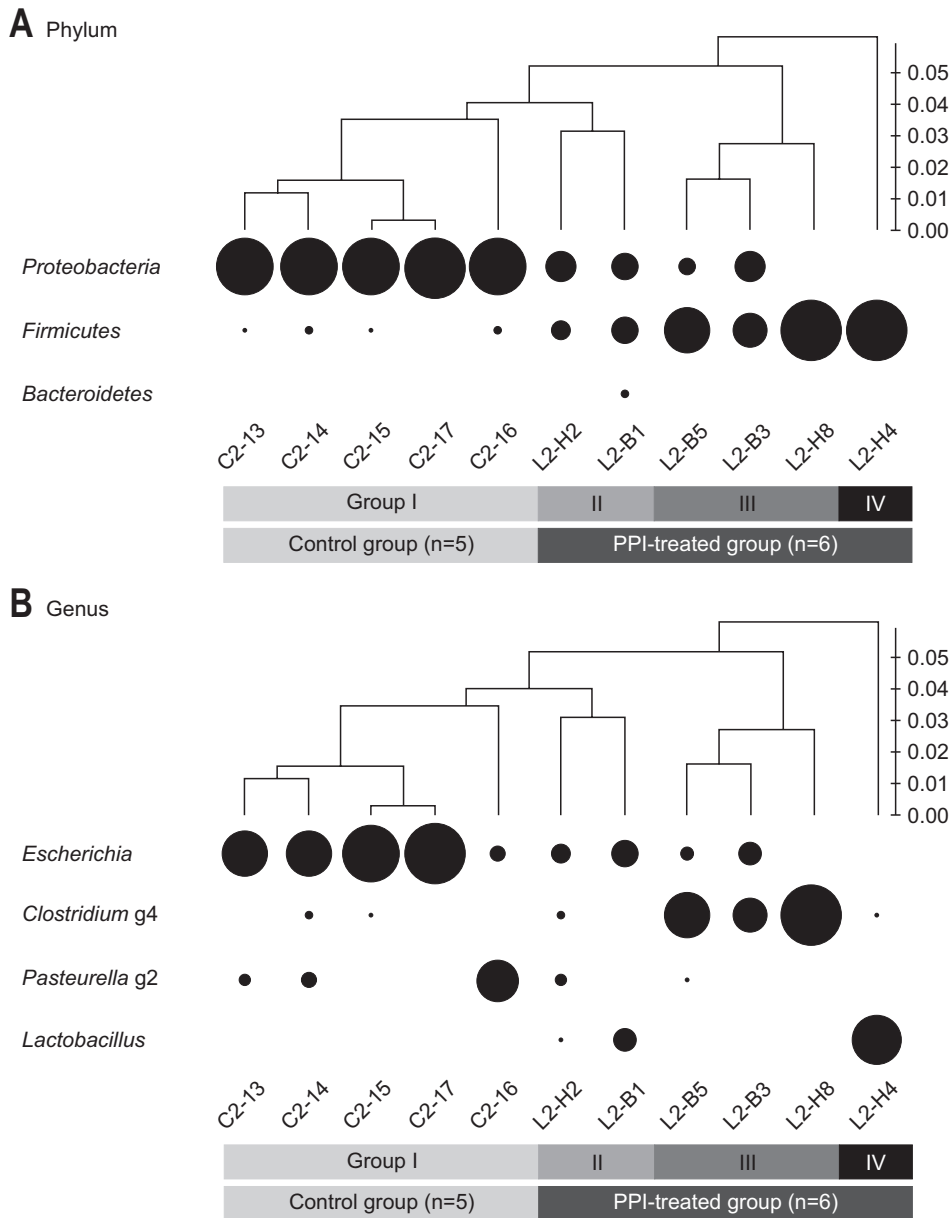 A Phylum
0.05
0.04
0.03
0.02
0.01
0.00
Proteobacteria
Firmicutes
Bacteroidetes
C2-13 C2-14 C2-15 C2-17 C2-16 L2-H2 L2-B1 L2-B5 L2-B3 L2-H8 L2-H4
Group I II III IV
Control group (n=5) PPI-treated group (n=6)
B Genus
0.05
0.04
0.03
0.02
0.01
0.00
Escherichia
Clostridium g4
Pasteurella g2
Lactobacillus
C2-13 C2-14 C2-15 C2-17 C2-16 L2-H2 L2-B1 L2-B5 L2-B3 L2-H8 L2-H4
Group I II III IV
Control group (n=5) PPI-treated group (n=6)